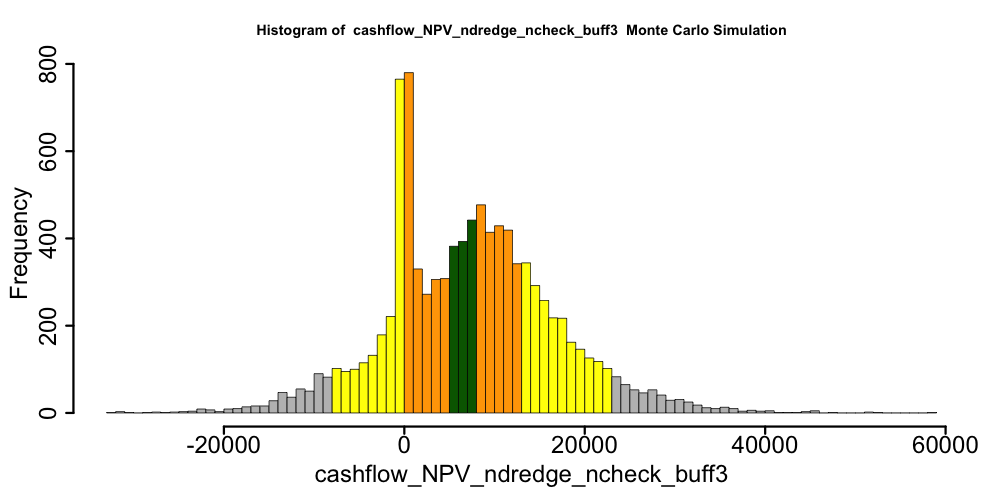 Histogram of cashflow_NPV_ndredge_ncheck_buff3 Monte Carlo Simulation
800
600
400
200
0
Frequency
-20000 0 20000 40000 60000
cashflow_NPV_ndredge_ncheck_buff3